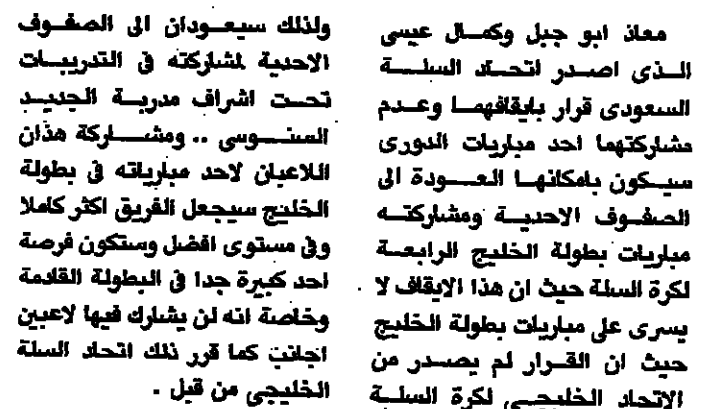 معاذ ابو جبل وكمال عيسى
الذى اصدر اتحاد السلة
السعودى قرار بايقافهما وعدم
مشاركتهما احد مباريات الدورى
سيكون بامكانها العودة الى
الصفوف الاحدية ومشاركته
مباريات بطولة الخليج الرابعة
لكرة السلة حيث ان هذا الايقاف لا
يسرى على مباريات بطولة الخليج
حيث ان القرار لم يصدر من
الاتحاد الخليجى لكرة السلة
ولذلك سيعودان الى الصفوف
الاحدية لمشاركته فى التدريبات
تحت اشراف مدربة الجديد
السنوسى .. ومشاركة هذان
اللاعبان لاحد مبارياته فى بطولة
الخليج سيجعل الفريق اكثر كاملا
وفى مستوى افضل وستكون فرصة
احد كبيرة جدا فى البطولة القادمة
وخاصة انه لن يشارك فيها لاعبين
اجانب كما قرر ذلك اتحاد السلة
الخليجى من قبل .